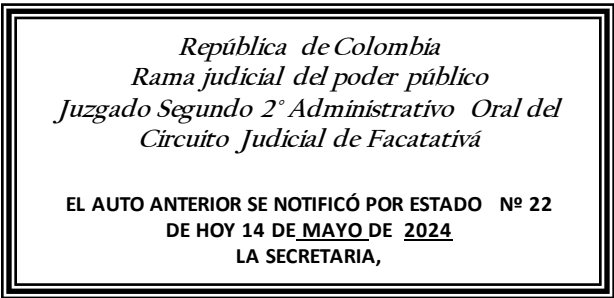 República de Colombia
Rama judicial del poder público
Juzgado Segundo 2° Administrativo Oral del
Circuito Judicial de Facatativá
EL AUTO ANTERIOR SE NOTIFICÓ POR ESTADO Nº 22
DE HOY 14 DE MAYO DE 2024
LA SECRETARIA,